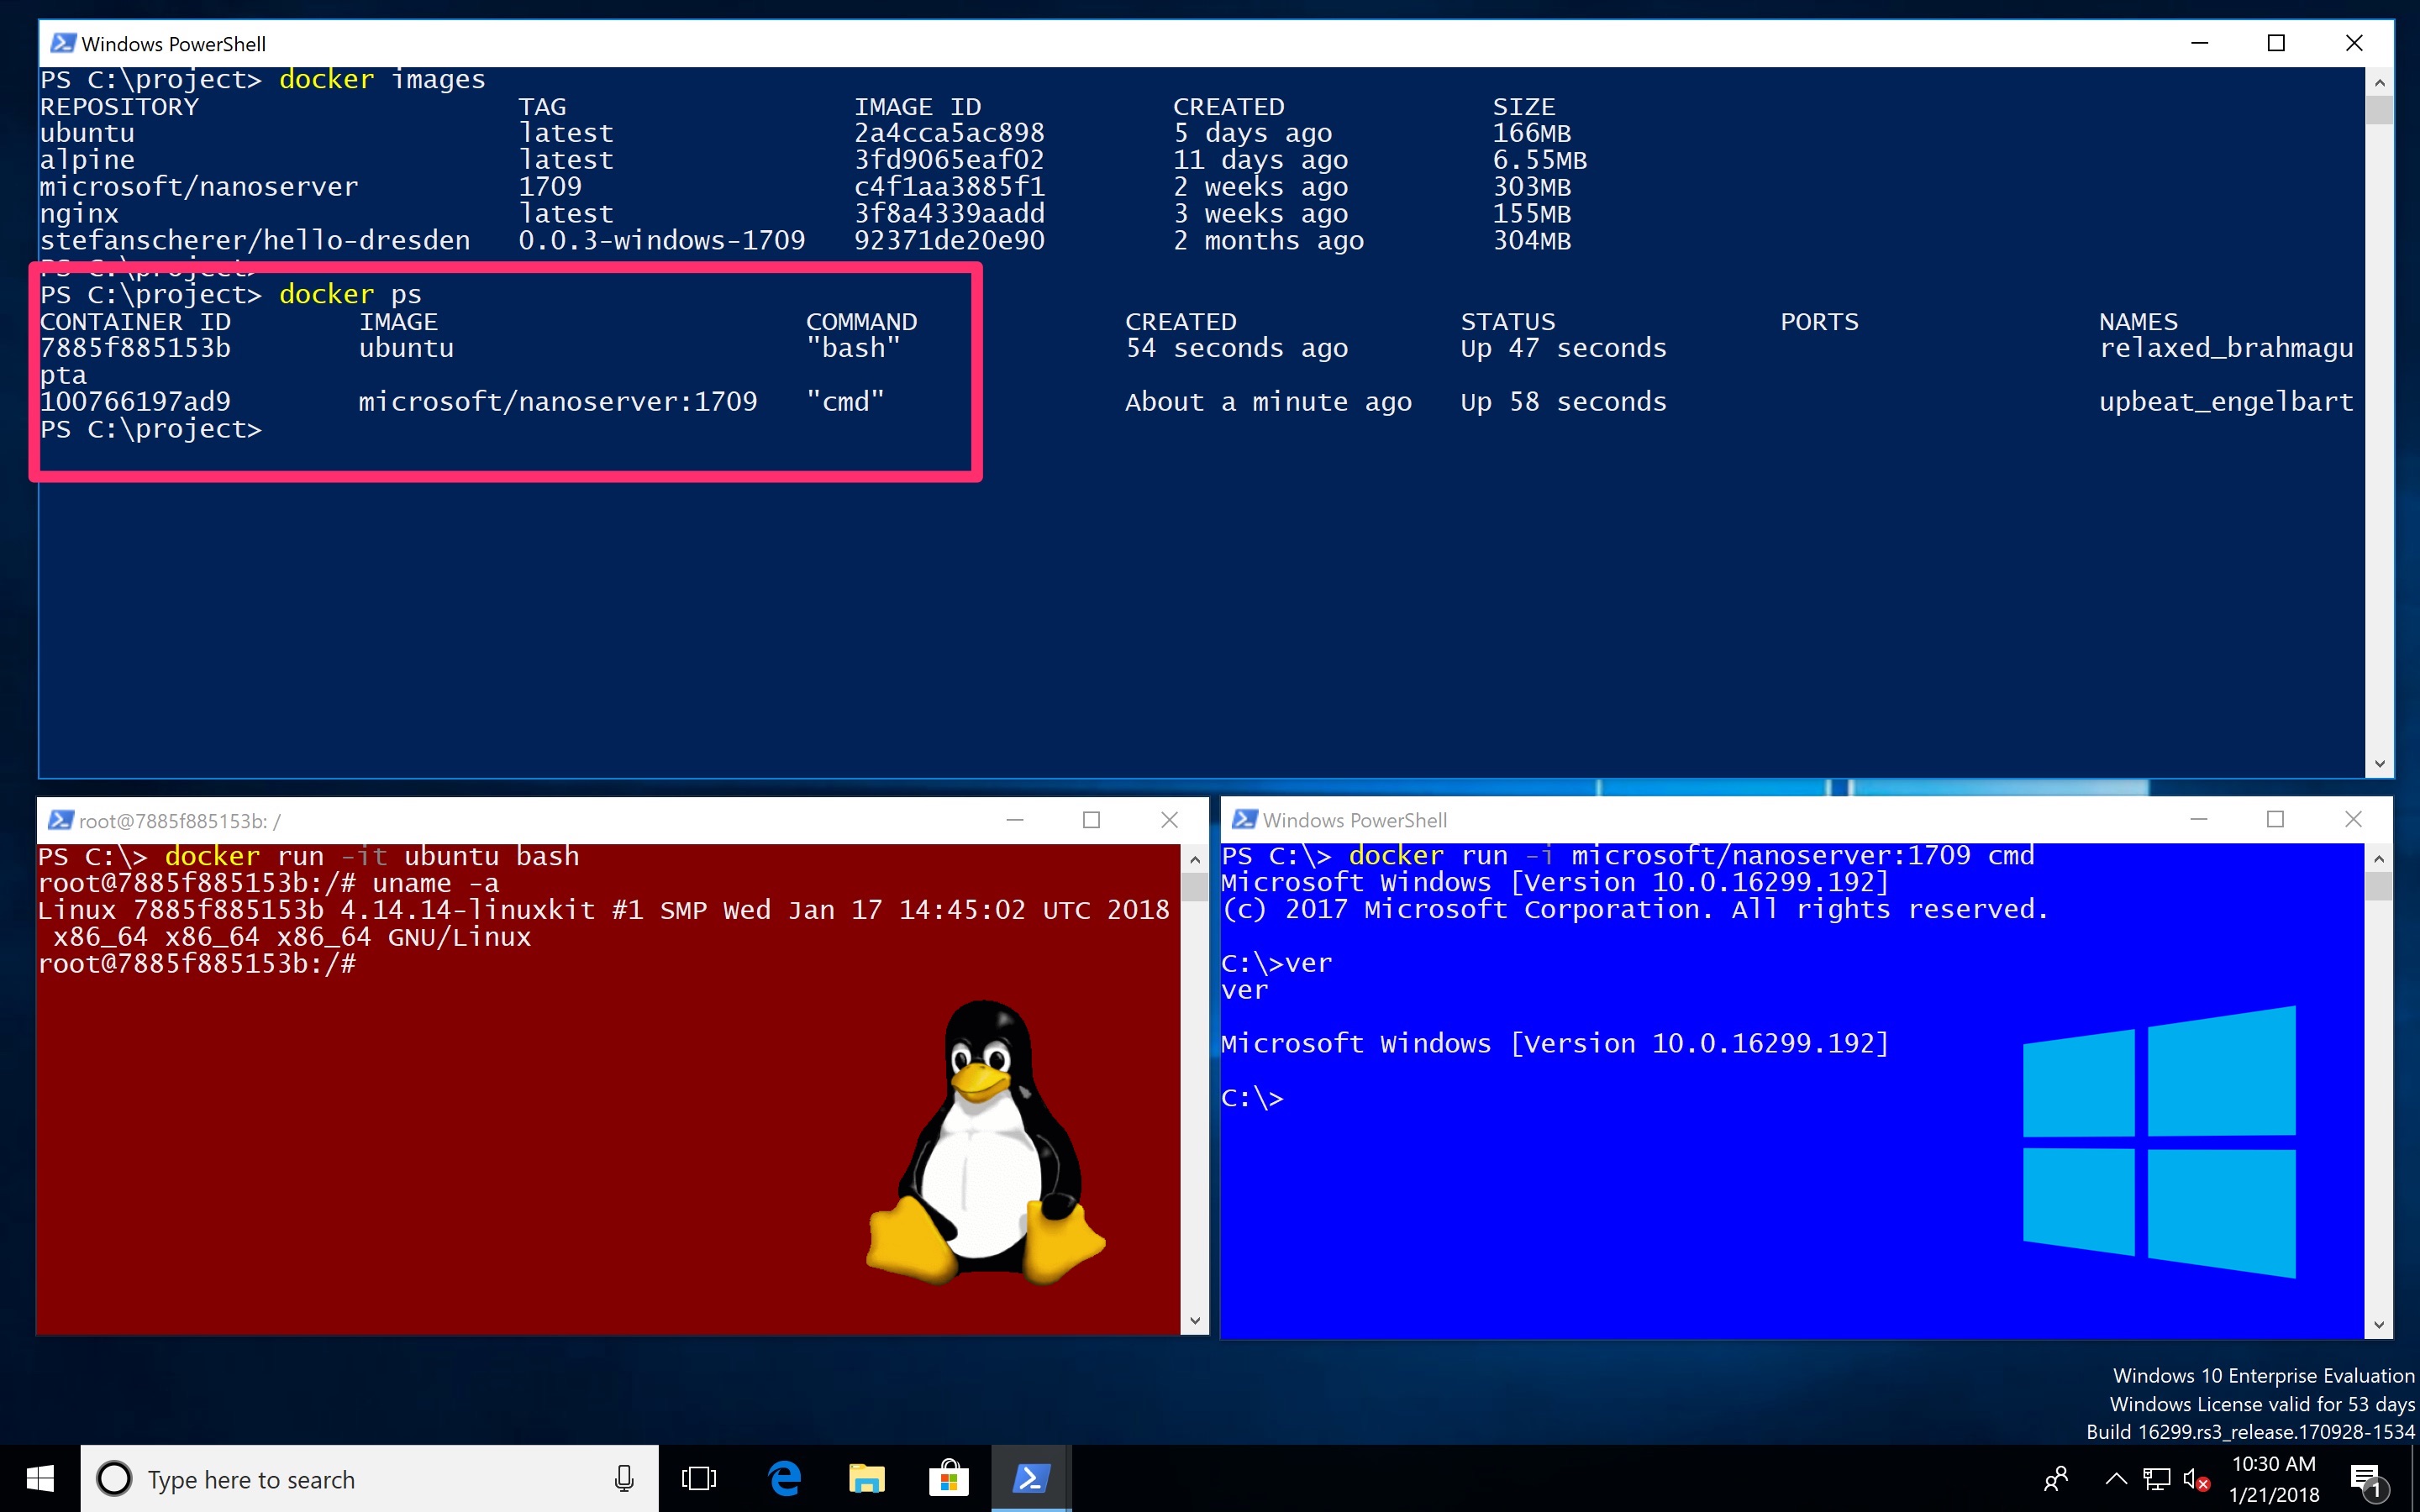 Windows PowerShell
PS C:\project> docker images
REPOSITORY TAG IMAGE ID CREATED SIZE
ubuntu latest 2a4cca5ac898 5 days ago 166MB
alpine latest 3fd9065eaf02 11 days ago 6.55MB
microsoft/nanoserver 1709 c4f1aa3885f1 2 weeks ago 303MB
nginx latest 3f8a4339aadd 3 weeks ago 155MB
stefanscherer/hello-dresden 0.0.3-windows-1709 92371de20e90 2 months ago 304MB
PS C:\project>
PS C:\project> docker ps
CONTAINER ID IMAGE COMMAND CREATED STATUS PORTS NAMES
7885f885153b ubuntu "bash" 54 seconds ago Up 47 seconds relaxed_brahmagu
pta
100766197ad9 microsoft/nanoserver:1709 "cmd" About a minute ago Up 58 seconds upbeat_engelbart
PS C:\project>
root@7885f885153b: /
PS C:\> docker run -it ubuntu bash
root@7885f885153b:/# uname -a
Linux 7885f885153b 4.14.14-linuxkit #1 SMP Wed Jan 17 14:45:02 UTC 2018
x86_64 x86_64 x86_64 GNU/Linux
root@7885f885153b:/#
Windows PowerShell
PS C:\> docker run -i microsoft/nanoserver:1709 cmd
Microsoft Windows [Version 10.0.16299.192]
(c) 2017 Microsoft Corporation. All rights reserved.
C:\>ver
ver
Microsoft Windows [Version 10.0.16299.192]
C:\>
Windows 10 Enterprise Evaluation
Windows License valid for 53 days
Build 16299.rs3_release.170928-1534
Type here to search
10:30 AM
1/21/2018
1